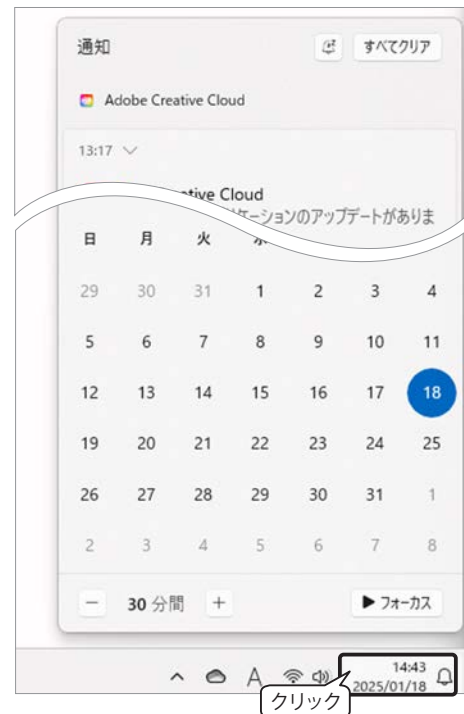 通知 すべてクリア
Adobe Creative Cloud
13:17
Creative Cloud
ケーションのアップデートがありま
日 月 火 水
29 30 31 1 2 3 4
5 6 7 8 9 10 11
12 13 14 15 16 17 18
19 20 21 22 23 24 25
26 27 28 29 30 31 1
2 3 4 5 6 7 8
30 分間 フォーカス
A 14:43
2025/01/18
クリック